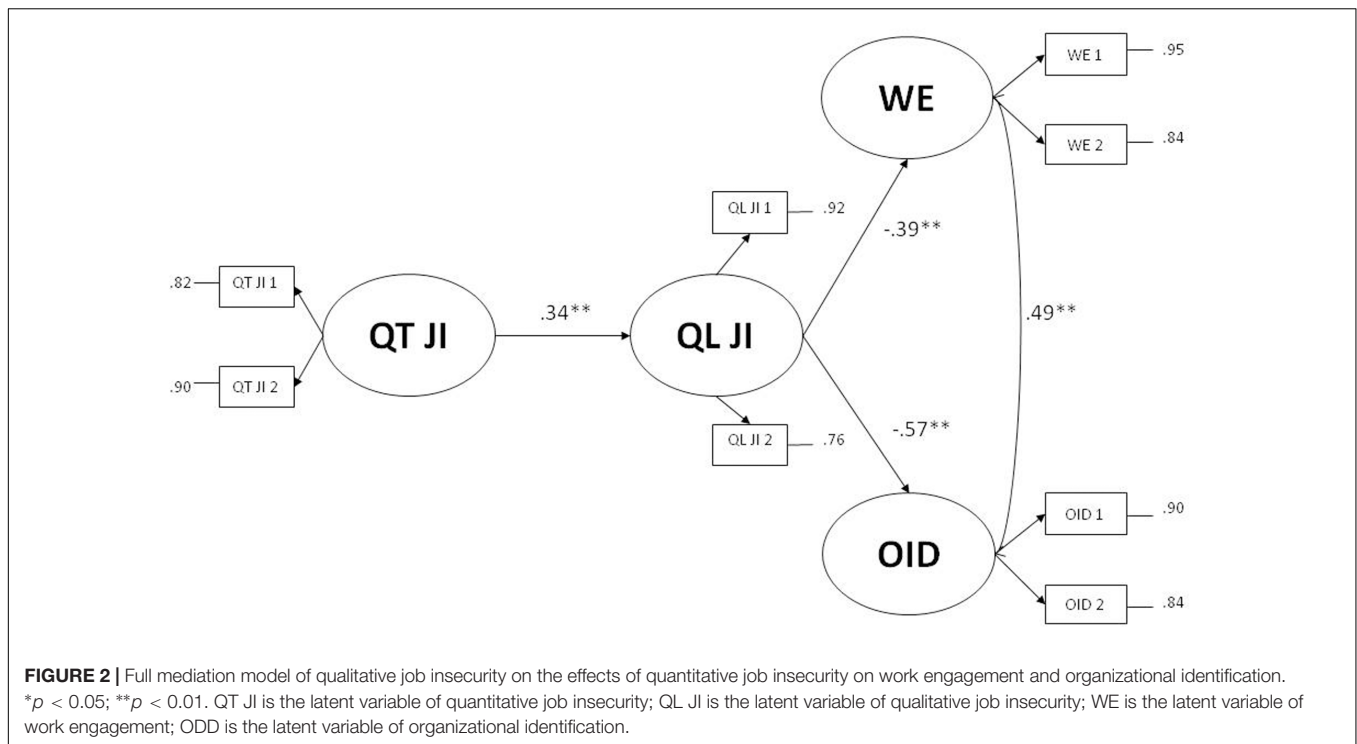 WE
WE 1
.95
WE 2
.84
QL JI 1
.92
-.39**
QT JI 1
.82
QT JI
.34**
QL JI
.49**
QT JI 2
.90
QL JI 2
.76
-.57**
OID
OID 1
.90
OID 2
.84
FIGURE 2 | Full mediation model of qualitative job insecurity on the effects of quantitative job insecurity on work engagement and organizational identification.
*p < 0.05; **p < 0.01. QT JI is the latent variable of quantitative job insecurity; QL JI is the latent variable of qualitative job insecurity; WE is the latent variable of
work engagement; ODD is the latent variable of organizational identification.